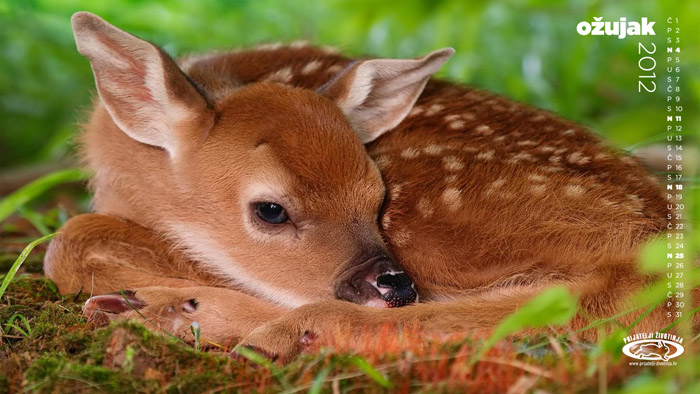 ožujak
2012
Č 1
P 2
S 3
N 4
P 5
U 6
S 7
Č 8
P 9
S 10
N 11
P 12
U 13
S 14
Č 15
P 16
S 17
N 18
P 19
U 20
S 21
Č 22
P 23
S 24
N 25
P 26
U 27
S 28
Č 29
P 30
S 31
PRIJATELJI ŽIVOTINJA
www.prijatelji-zivotinja.hr